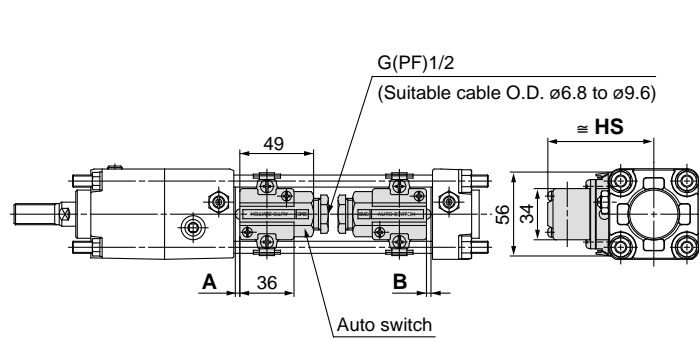 G(PF)1/2
(Suitable cable O.D. ø6.8 to ø9.6)
≅ HS
49
56
34
A
36
B
Auto switch